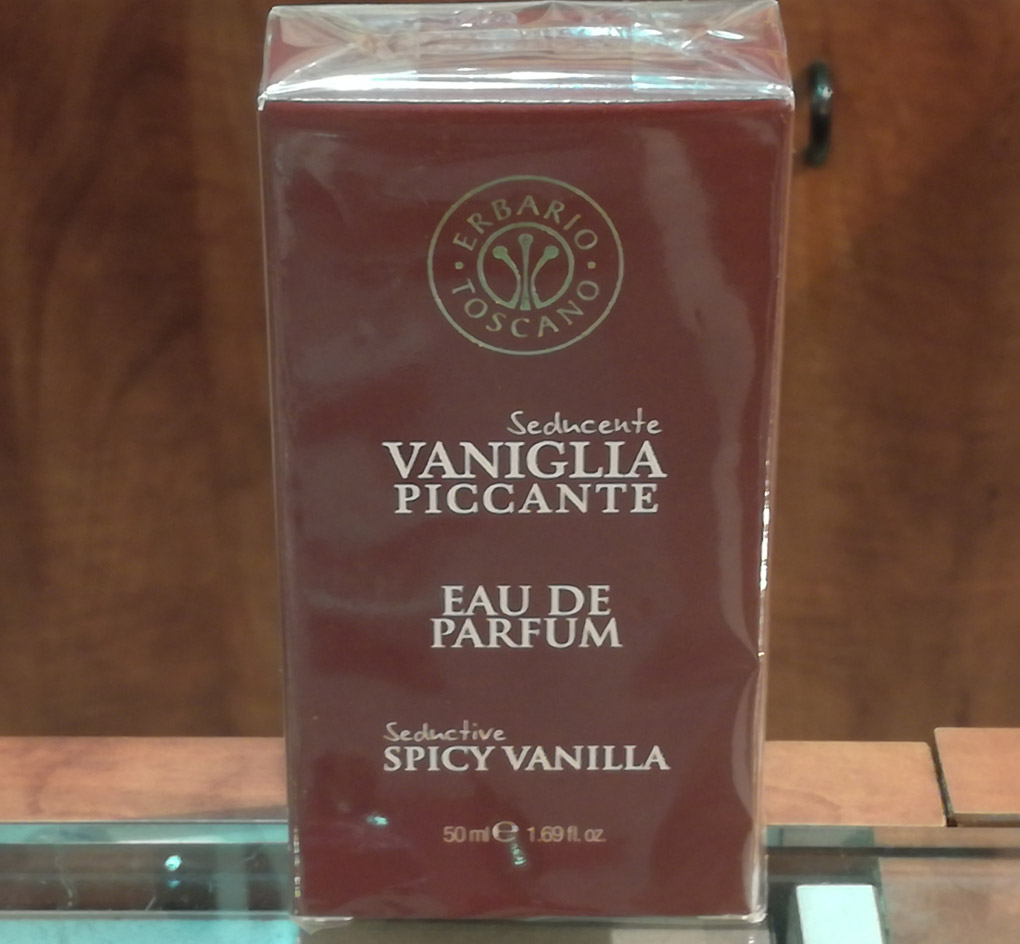 ERBARIO
TOSCANO
Seducente
VANIGLIA
PICCANTE
EAU DE
PARFUM
Seductive
SPICY VANILLA
50 ml ℮ 1.69 fl. oz.